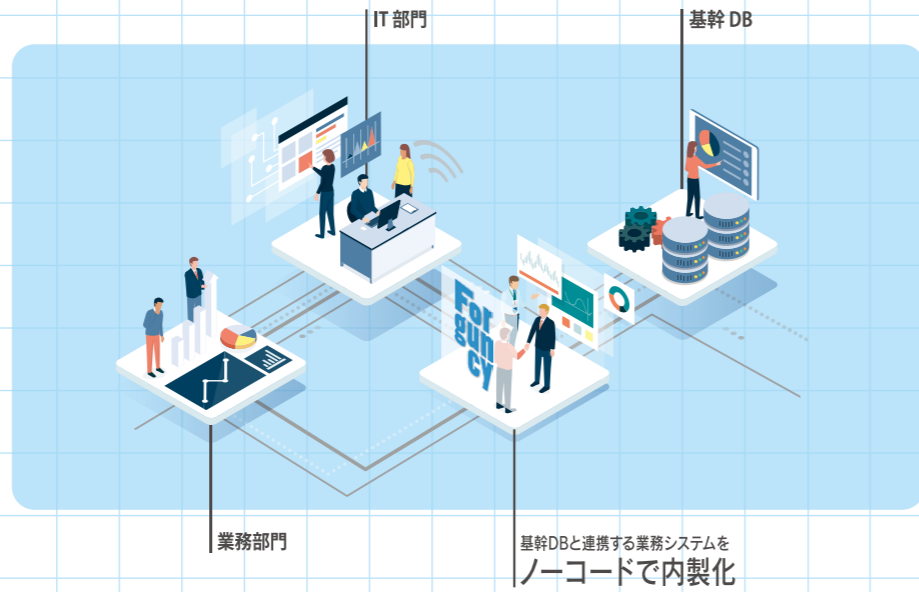 IT 部門
基幹 DB
For
gun
cy
業務部門
基幹DBと連携する業務システムを
ノーコードで内製化